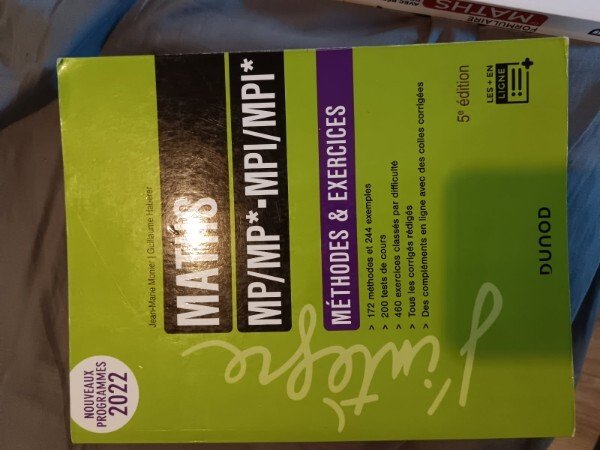 Jean-Marie Monier | Guillaume Haberer
MATHS
MP/MP*-MPI/MPI*
MÉTHODES & EXERCICES
> 172 méthodes et 244 exemples
> 200 tests de cours
> 460 exercices classés par difficulté
> Tous les corrigés rédigés
> Des compléments en ligne avec des colles corrigées
5e édition
LES + EN
LIGNE
NOUVEAUX
PROGRAMMES
2022
j'intègre
DUNOD
FORMULAIRE
MATHS